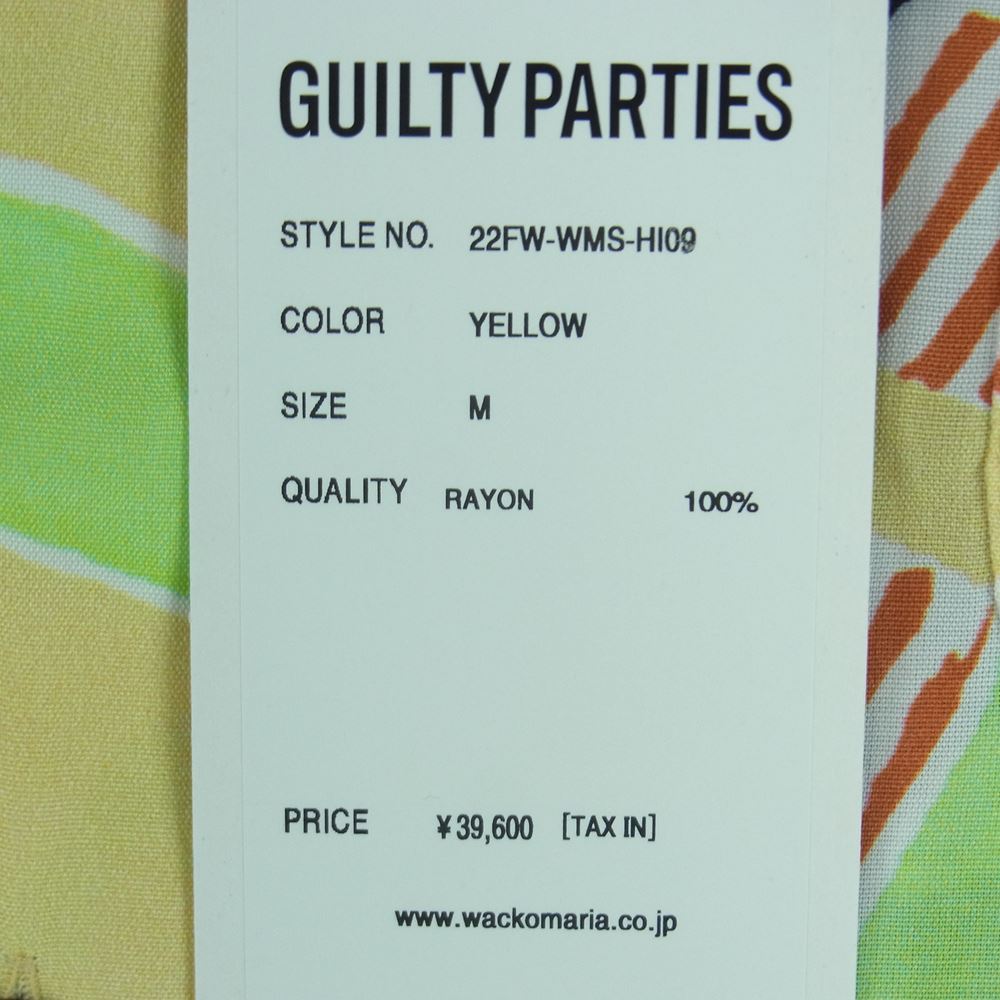 GUILTY PARTIES
STYLE NO. 22FW-WMS-HI09
COLOR YELLOW
SIZE M
QUALITY RAYON 100%
PRICE ¥39,600 [TAX IN]
www.wackomaria.co.jp